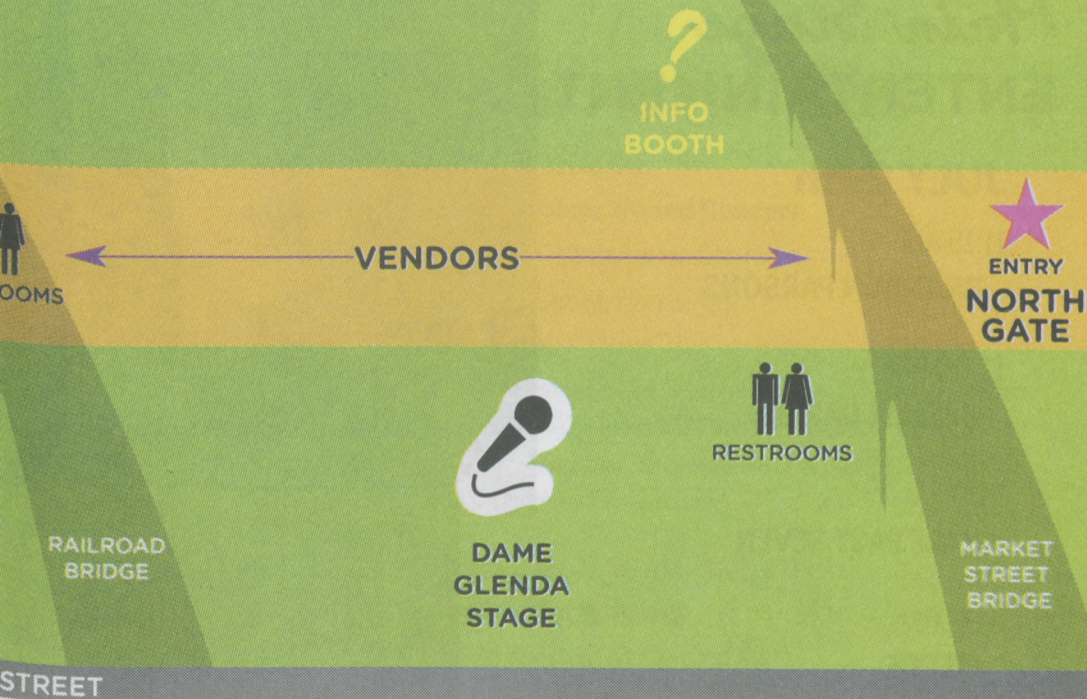 INFO
BOOTH
VENDORS
OOMS
ENTRY
NORTH
GATE
RESTROOMS
DAME
GLENDA
STAGE
RAILROAD
BRIDGE
MARKET
STREET
BRIDGE
STREET